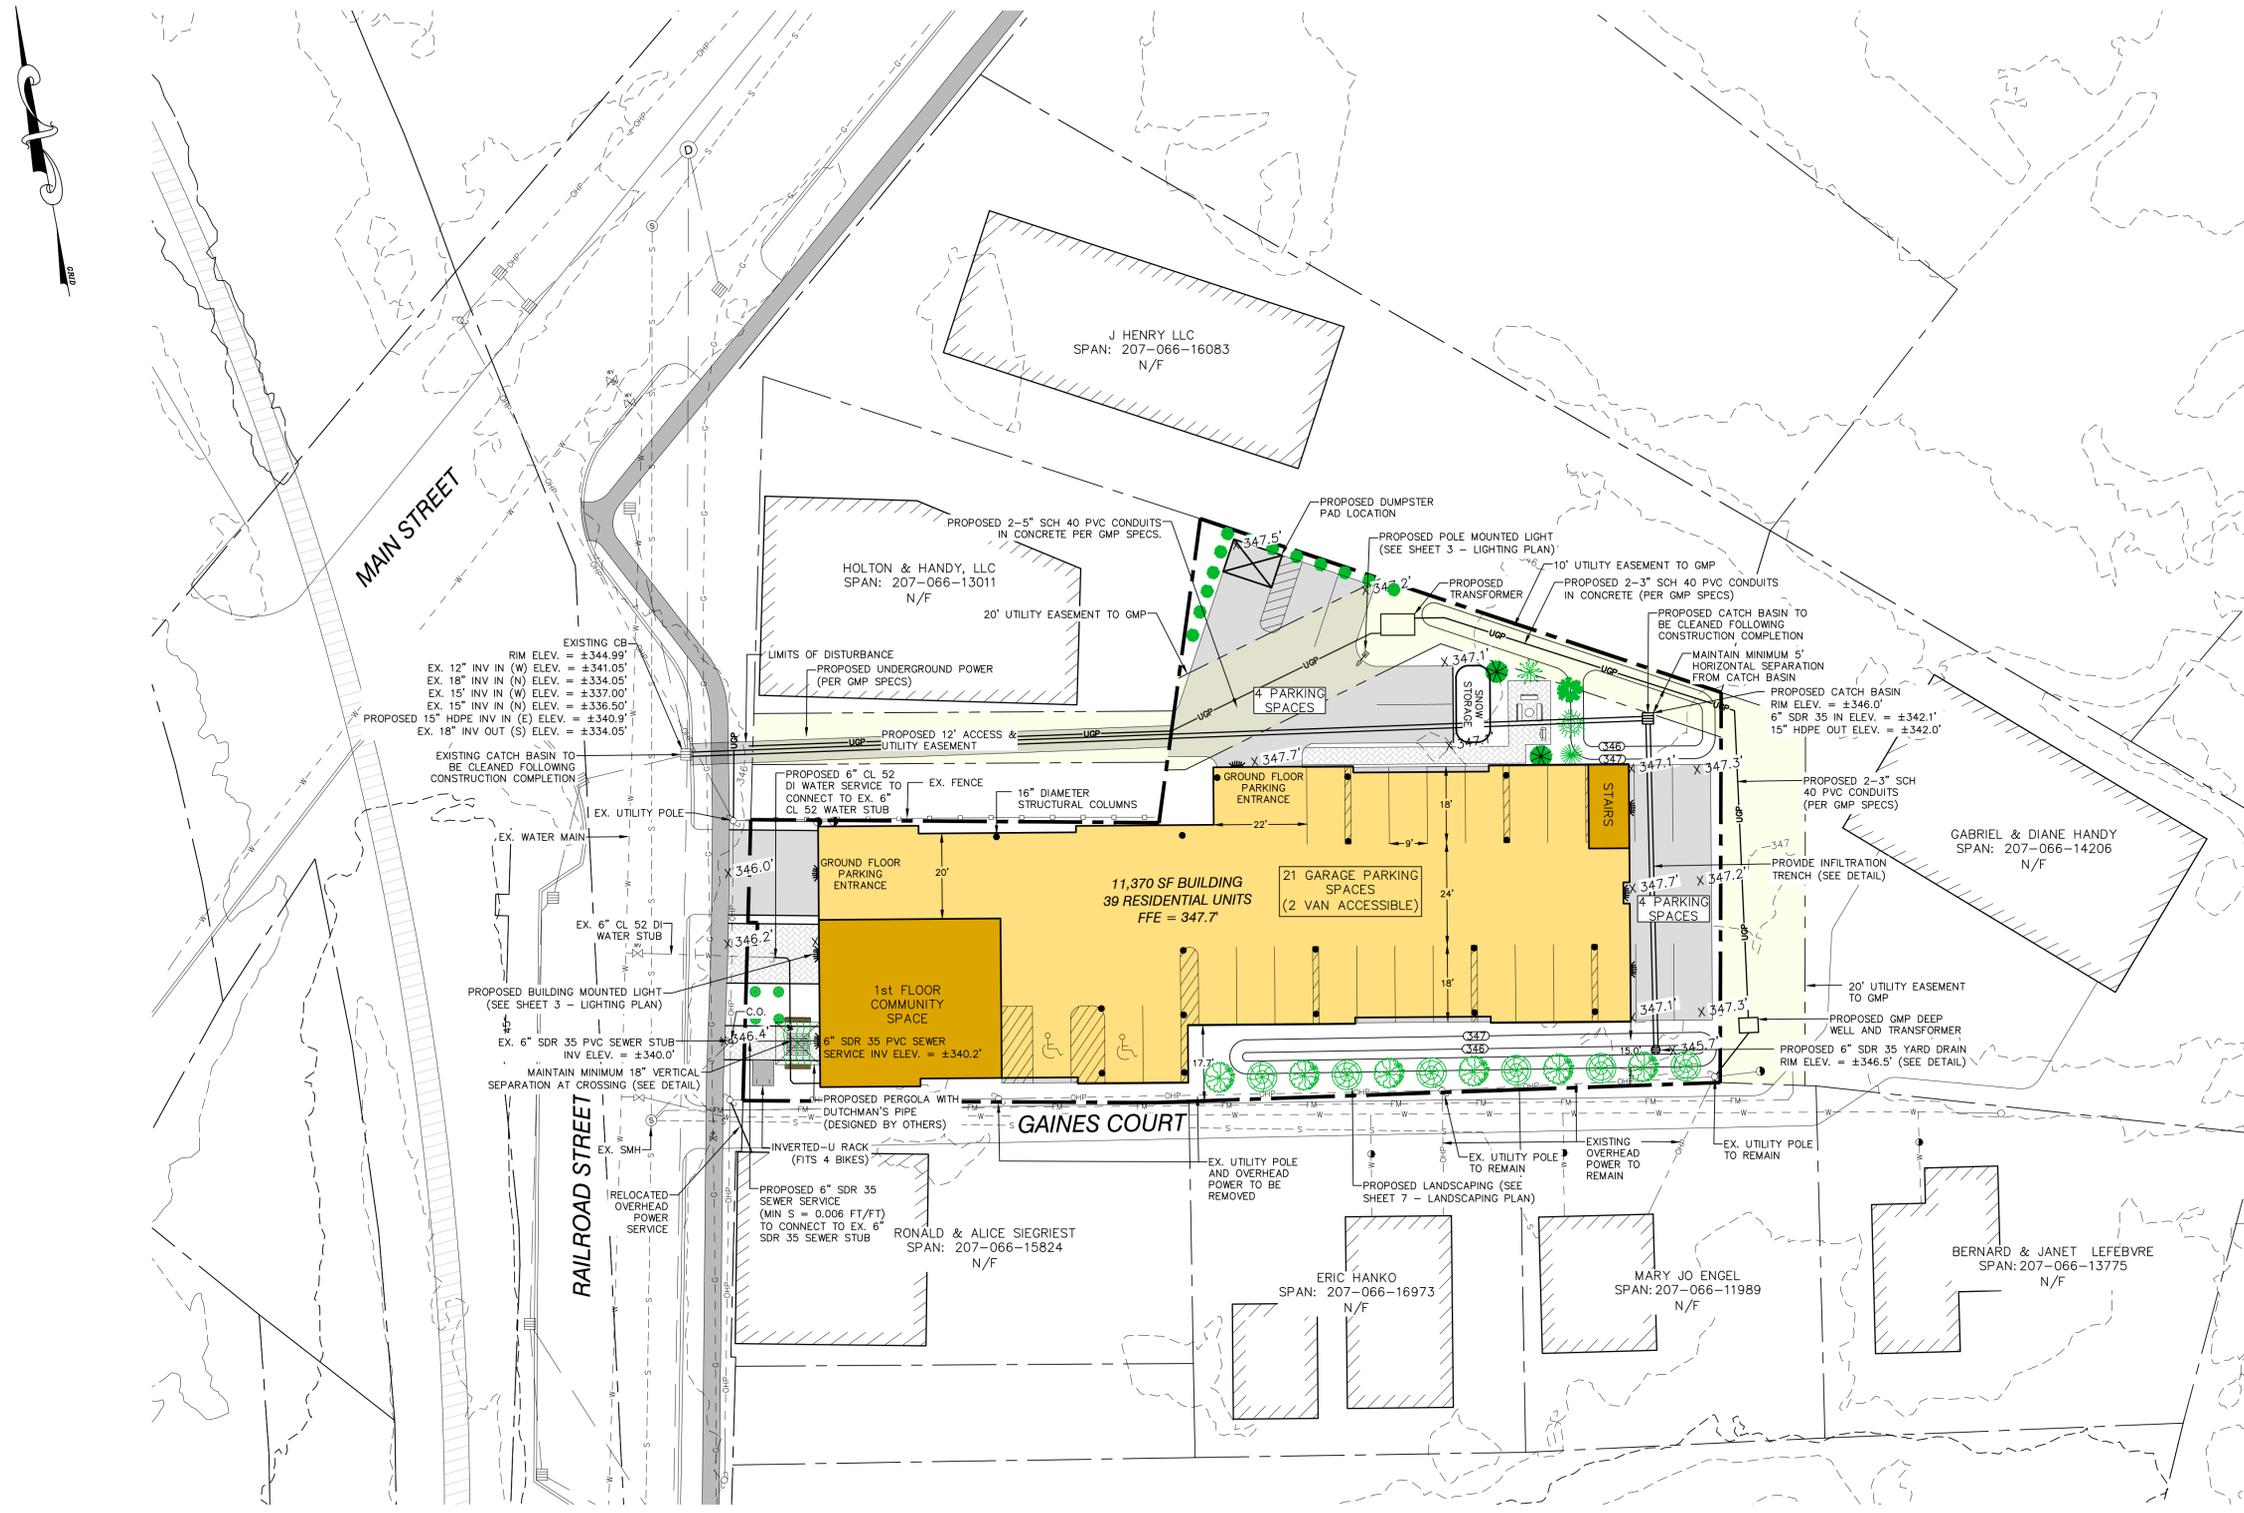 GRID
MAIN STREET
RAILROAD STREET
GAINES COURT
J HENRY LLC
SPAN: 207-066-16083
N/F
HOLTON & HANDY, LLC
SPAN: 207-066-13011
N/F
PROPOSED DUMPSTER
PAD LOCATION
PROPOSED 2-5" SCH 40 PVC CONDUITS
IN CONCRETE PER GMP SPECS.
PROPOSED POLE MOUNTED LIGHT
(SEE SHEET 3 - LIGHTING PLAN)
10' UTILITY EASEMENT TO GMP
PROPOSED
TRANSFORMER
PROPOSED 2-3" SCH 40 PVC CONDUITS
IN CONCRETE (PER GMP SPECS)
20' UTILITY EASEMENT TO GMP
PROPOSED CATCH BASIN TO
BE CLEANED FOLLOWING
CONSTRUCTION COMPLETION
MAINTAIN MINIMUM 5'
HORIZONTAL SEPARATION
FROM CATCH BASIN
PROPOSED CATCH BASIN
RIM ELEV. = ±346.0'
6" SDR 35 IN ELEV. = ±342.1'
15" HDPE OUT ELEV. = ±342.0'
EXISTING CB
RIM ELEV. = ±344.99'
EX. 12" INV IN (W) ELEV. = ±341.05'
EX. 18" INV IN (N) ELEV. = ±334.05'
EX. 15' INV IN (W) ELEV. = ±337.00'
EX. 15" INV IN (N) ELEV. = ±336.50'
PROPOSED 15" HDPE INV IN (E) ELEV. = ±340.9'
EX. 18" INV OUT (S) ELEV. = ±334.05'
LIMITS OF DISTURBANCE
PROPOSED UNDERGROUND POWER
(PER GMP SPECS)
EXISTING CATCH BASIN TO
BE CLEANED FOLLOWING
CONSTRUCTION COMPLETION
PROPOSED 12' ACCESS &
UTILITY EASEMENT
4 PARKING
SPACES
SNOW
STORAGE
X 347.5'
X 347.2'
X 347.1'
X 347.1'
X 347.7'
346
347
X 347.1'
X 347.3'
PROPOSED 6" CL 52
DI WATER SERVICE TO
CONNECT TO EX. 6"
CL 52 WATER STUB
EX. FENCE
16" DIAMETER
STRUCTURAL COLUMNS
GROUND FLOOR
PARKING
ENTRANCE
22'
18'
9'
24'
18'
STAIRS
PROPOSED 2-3" SCH
40 PVC CONDUITS
(PER GMP SPECS)
EX. UTILITY POLE
EX. WATER MAIN
X 346.0'
GROUND FLOOR
PARKING
ENTRANCE
20'
11,370 SF BUILDING
39 RESIDENTIAL UNITS
FFE = 347.7'
21 GARAGE PARKING
SPACES
(2 VAN ACCESSIBLE)
X 347.7'
X 347.2'
4 PARKING
SPACES
PROVIDE INFILTRATION
TRENCH (SEE DETAIL)
GABRIEL & DIANE HANDY
SPAN: 207-066-14206
N/F
EX. 6" CL 52 DI
WATER STUB
X 346.2'
PROPOSED BUILDING MOUNTED LIGHT
(SEE SHEET 3 - LIGHTING PLAN)
1st FLOOR
COMMUNITY
SPACE
20' UTILITY EASEMENT
TO GMP
X 347.1'
X 347.3'
C.O.
45'
X 346.4'
EX. 6" SDR 35 PVC SEWER STUB
INV ELEV. = ±340.0'
6" SDR 35 PVC SEWER
SERVICE INV ELEV. = ±340.2'
PROPOSED GMP DEEP
WELL AND TRANSFORMER
347
346
17.7'
15.0'
X 345.7'
PROPOSED 6" SDR 35 YARD DRAIN
RIM ELEV. = ±346.5' (SEE DETAIL)
MAINTAIN MINIMUM 18" VERTICAL
SEPARATION AT CROSSING (SEE DETAIL)
PROPOSED PERGOLA WITH
DUTCHMAN'S PIPE
(DESIGNED BY OTHERS)
EX. SMH
INVERTED-U RACK
(FITS 4 BIKES)
EX. UTILITY POLE
AND OVERHEAD
POWER TO BE
REMOVED
EX. UTILITY POLE
TO REMAIN
EXISTING
OVERHEAD
POWER TO
REMAIN
EX. UTILITY POLE
TO REMAIN
PROPOSED LANDSCAPING (SEE
SHEET 7 - LANDSCAPING PLAN)
RELOCATED
OVERHEAD
POWER
SERVICE
PROPOSED 6" SDR 35
SEWER SERVICE
(MIN S = 0.006 FT/FT)
TO CONNECT TO EX. 6"
SDR 35 SEWER STUB
RONALD & ALICE SIEGRIEST
SPAN: 207-066-15824
N/F
ERIC HANKO
SPAN: 207-066-16973
N/F
MARY JO ENGEL
SPAN: 207-066-11989
N/F
BERNARD & JANET LEFEBVRE
SPAN: 207-066-13775
N/F